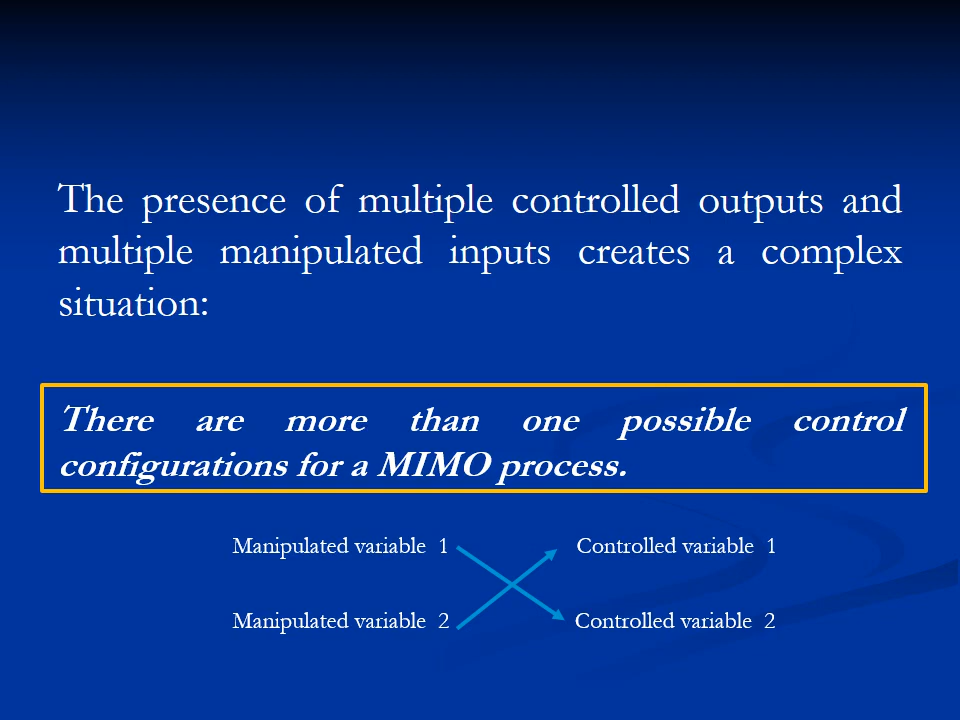 The presence of multiple controlled outputs and
multiple manipulated inputs creates a complex
situation:
There are more than one possible control
configurations for a MIMO process.
Manipulated variable 1 Controlled variable 1
Manipulated variable 2 Controlled variable 2